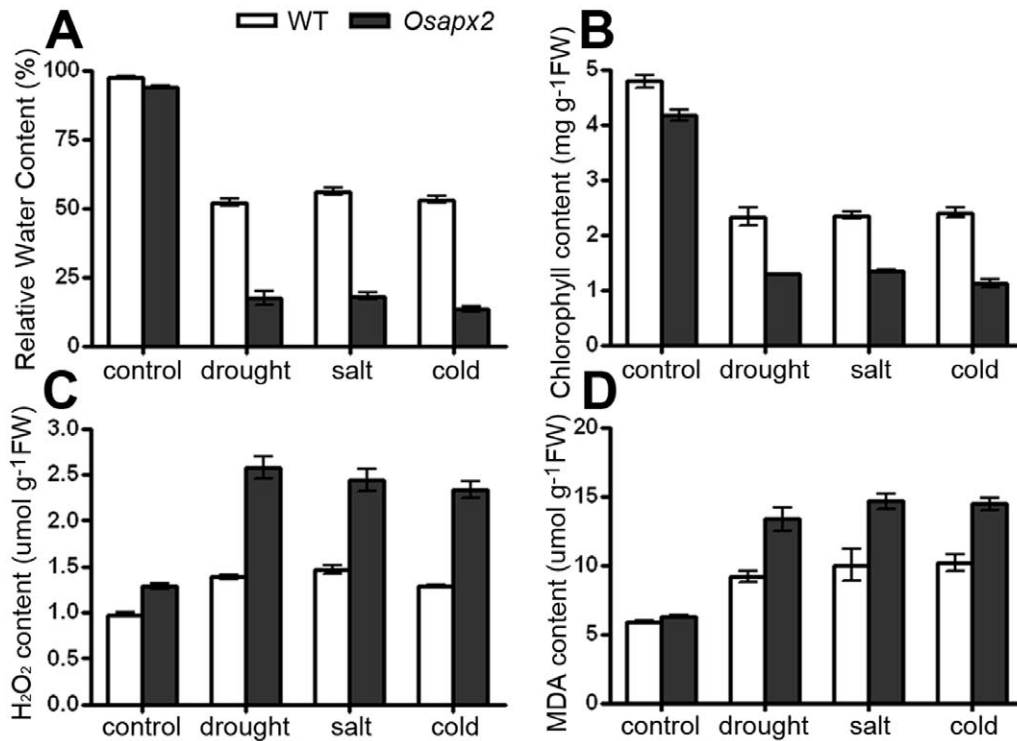 A
WT
Osapx2
B
Relative Water Content (%)
100
75
50
25
0
control drought salt cold
Chlorophyll content (mg g-1FW)
5
4
3
2
1
0
control drought salt cold
C
H₂O₂ content (umol g-1FW)
3.0
2.5
2.0
1.5
1.0
0.5
0.0
control drought salt cold
D
MDA content (umol g-1FW)
20
15
10
5
0
control drought salt cold